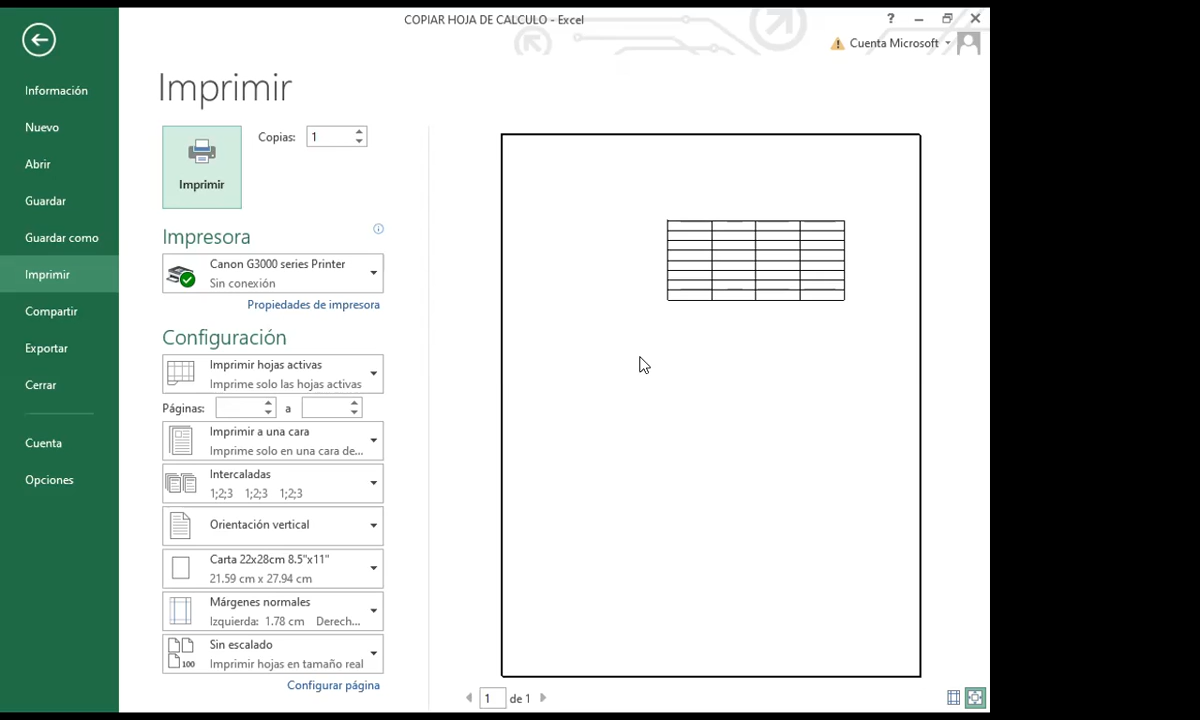 COPIAR HOJA DE CALCULO - Excel
?
Cuenta Microsoft
Información
Nuevo
Abrir
Guardar
Guardar como
Imprimir
Compartir
Exportar
Cerrar
Cuenta
Opciones
Imprimir
Imprimir
Copias: 1
Impresora
Canon G3000 series Printer
Sin conexión
Propiedades de impresora
Configuración
Imprimir hojas activas
Imprime solo las hojas activas
Páginas: a
Imprimir a una cara
Imprime solo en una cara de...
Intercaladas
1;2;3 1;2;3 1;2;3
Orientación vertical
Carta 22x28cm 8.5"x11"
21.59 cm x 27.94 cm
Márgenes normales
Izquierda: 1.78 cm Derech...
Sin escalado
100 Imprimir hojas en tamaño real
Configurar página
1 de 1